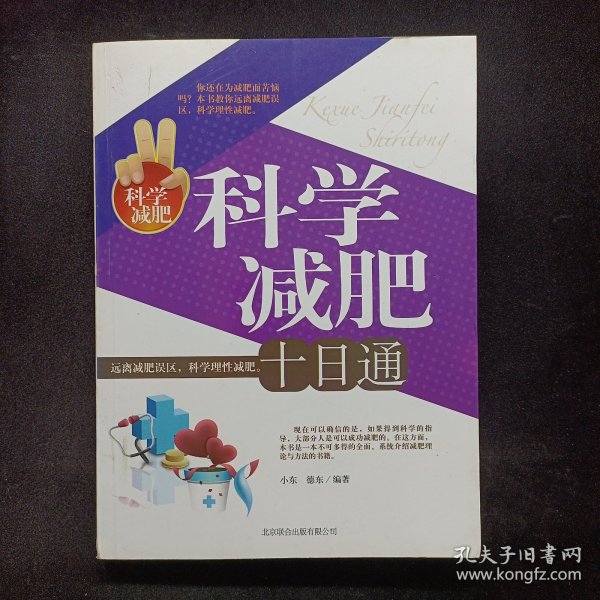 你还在为减肥而苦恼
吗？本书教你远离减肥误
区，科学理性减肥。
Kexue Jianfei
Shiritong
科学
减肥
科学
减肥
十日通
远离减肥误区，科学理性减肥。
现在可以确信的是，如果得到科学的指
导，大部分人是可以成功减肥的。在这方面，
本书是一本不可多得的全面、系统介绍减肥理
论与方法的书籍。
小东　德东／编著
北京联合出版有限公司
孔夫子旧书网
www.kongfz.com